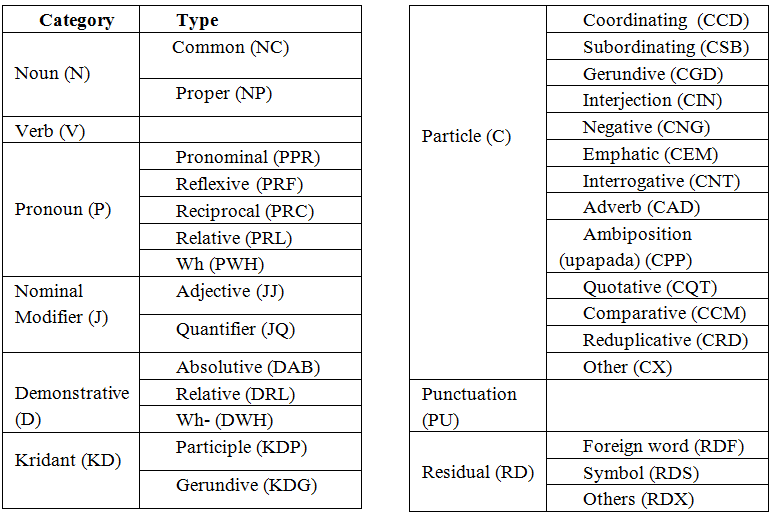 Category Type
Noun (N)
Common (NC)
Proper (NP)
Verb (V)
Pronoun (P)
Pronominal (PPR)
Reflexive (PRF)
Reciprocal (PRC)
Relative (PRL)
Wh (PWH)
Nominal
Modifier (J)
Adjective (JJ)
Quantifier (JQ)
Demonstrative
(D)
Absolutive (DAB)
Relative (DRL)
Wh- (DWH)
Kridant (KD)
Participle (KDP)
Gerundive (KDG)
Particle (C)
Coordinating (CCD)
Subordinating (CSB)
Gerundive (CGD)
Interjection (CIN)
Negative (CNG)
Emphatic (CEM)
Interrogative (CNT)
Adverb (CAD)
Ambiposition
(upapada) (CPP)
Quotative (CQT)
Comparative (CCM)
Reduplicative (CRD)
Other (CX)
Punctuation
(PU)
Residual (RD)
Foreign word (RDF)
Symbol (RDS)
Others (RDX)